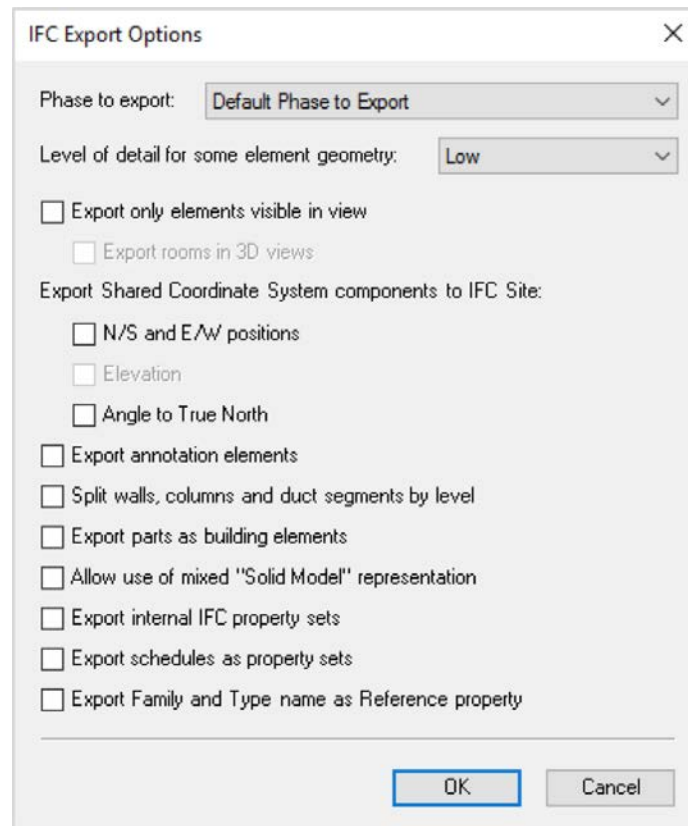 IFC Export Options
Phase to export: Default Phase to Export
Level of detail for some element geometry: Low
Export only elements visible in view
Export rooms in 3D views
Export Shared Coordinate System components to IFC Site:
N/S and E/W positions
Elevation
Angle to True North
Export annotation elements
Split walls, columns and duct segments by level
Export parts as building elements
Allow use of mixed "Solid Model" representation
Export internal IFC property sets
Export schedules as property sets
Export Family and Type name as Reference property
OK Cancel